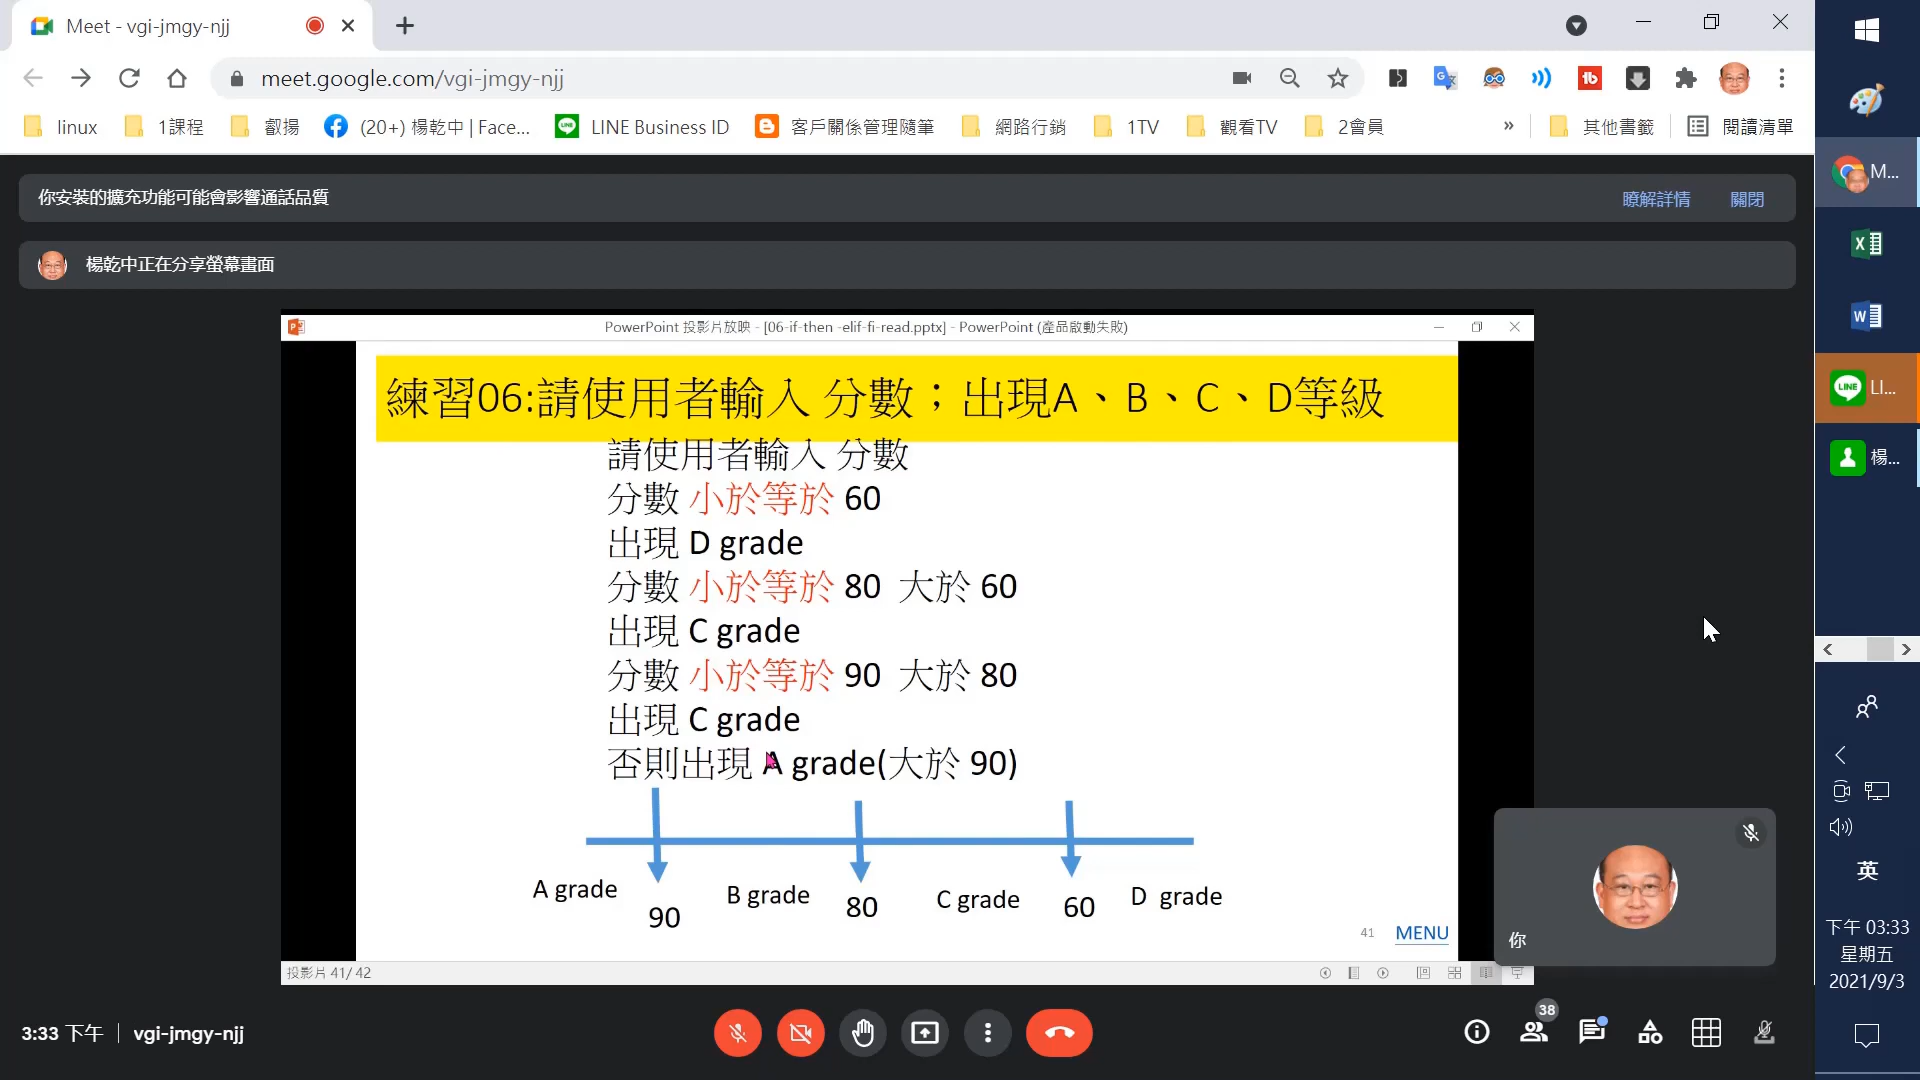 Meet - vgi-jmgy-njj
meet.google.com/vgi-jmgy-njj
linux
1課程
叡揚
(20+) 楊乾中 | Face...
LINE Business ID
客戶關係管理隨筆
網路行銷
1TV
觀看TV
2會員
»
其他書籤
閱讀清單
M...
你安裝的擴充功能可能會影響通話品質
瞭解詳情
關閉
楊乾中正在分享螢幕畫面
PowerPoint 投影片放映 - [06-if-then -elif-fi-read.pptx] - PowerPoint (產品啟動失敗)
練習06:請使用者輸入 分數；出現A、B、C、D等級
請使用者輸入 分數
分數 小於等於 60
出現 D grade
分數 小於等於 80 大於 60
出現 C grade
分數 小於等於 90 大於 80
出現 C grade
否則出現 A grade(大於 90)
A grade
90
B grade
80
C grade
60
D grade
41
MENU
投影片 41/ 42
LINE
LI...
楊...
你
英
下午 03:33
星期五
2021/9/3
3:33 下午
vgi-jmgy-njj
38